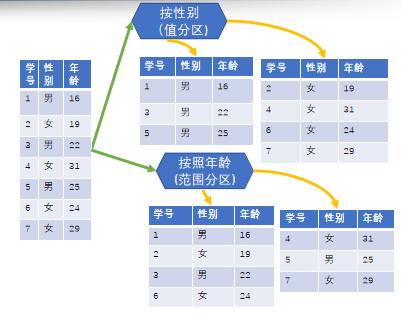 按性别
（值分区）
学号 性别 年龄
1 男 16
2 女 19
3 男 22
4 女 31
5 男 25
6 女 24
7 女 29
学号 性别 年龄
1 男 16
3 男 22
5 男 25
学号 性别 年龄
2 女 19
4 女 31
6 女 24
7 女 29
按照年龄
(范围分区)
学号 性别 年龄
1 男 16
2 女 19
3 男 22
6 女 24
学号 性别 年龄
4 女 31
5 男 25
7 女 29